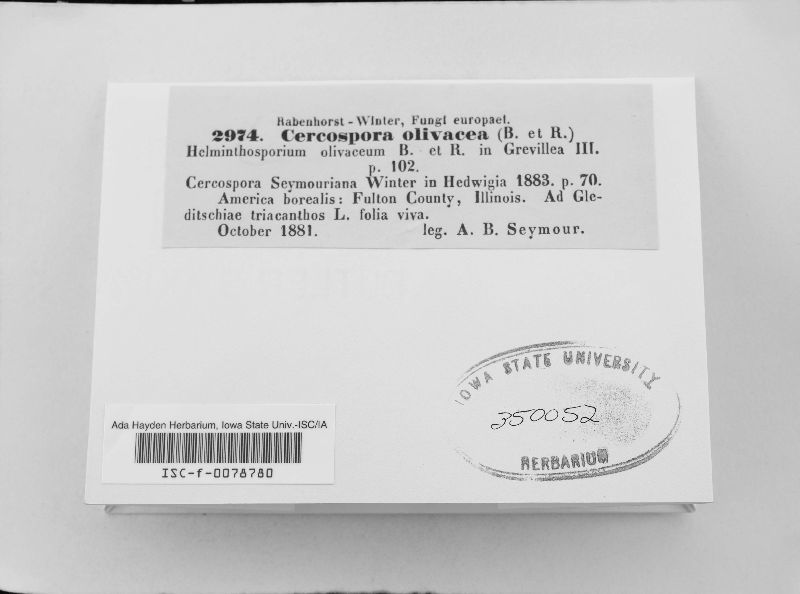 Rabenhorst-Winter, Fungi europaei.
2974. Cercospora olivacea (B. et R.)
Helminthosporium olivaceum B. et R. in Grevillea III.
p. 102.
Cercospora Seymouriana Winter in Hedwigia 1883. p. 70.
America borealis: Fulton County, Illinois. Ad Gle-
ditschiae triacanthos L. folia viva.
October 1881. leg. A. B. Seymour.
IOWA STATE UNIVERSITY
350052
HERBARIUM
Ada Hayden Herbarium, Iowa State Univ.-ISC/IA
ISC-f-0078780